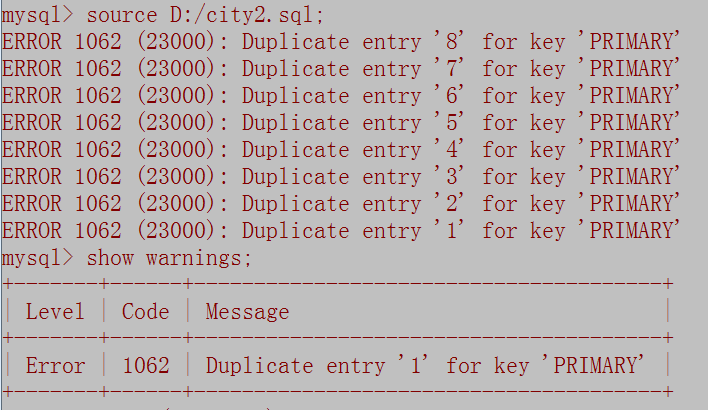 mysql> source D:/city2.sql;
ERROR 1062 (23000): Duplicate entry '8' for key 'PRIMARY'
ERROR 1062 (23000): Duplicate entry '7' for key 'PRIMARY'
ERROR 1062 (23000): Duplicate entry '6' for key 'PRIMARY'
ERROR 1062 (23000): Duplicate entry '5' for key 'PRIMARY'
ERROR 1062 (23000): Duplicate entry '4' for key 'PRIMARY'
ERROR 1062 (23000): Duplicate entry '3' for key 'PRIMARY'
ERROR 1062 (23000): Duplicate entry '2' for key 'PRIMARY'
ERROR 1062 (23000): Duplicate entry '1' for key 'PRIMARY'
mysql> show warnings;
+-------+------+---------------------------------------+
| Level | Code | Message                               |
+-------+------+---------------------------------------+
| Error | 1062 | Duplicate entry '1' for key 'PRIMARY' |
+-------+------+---------------------------------------+